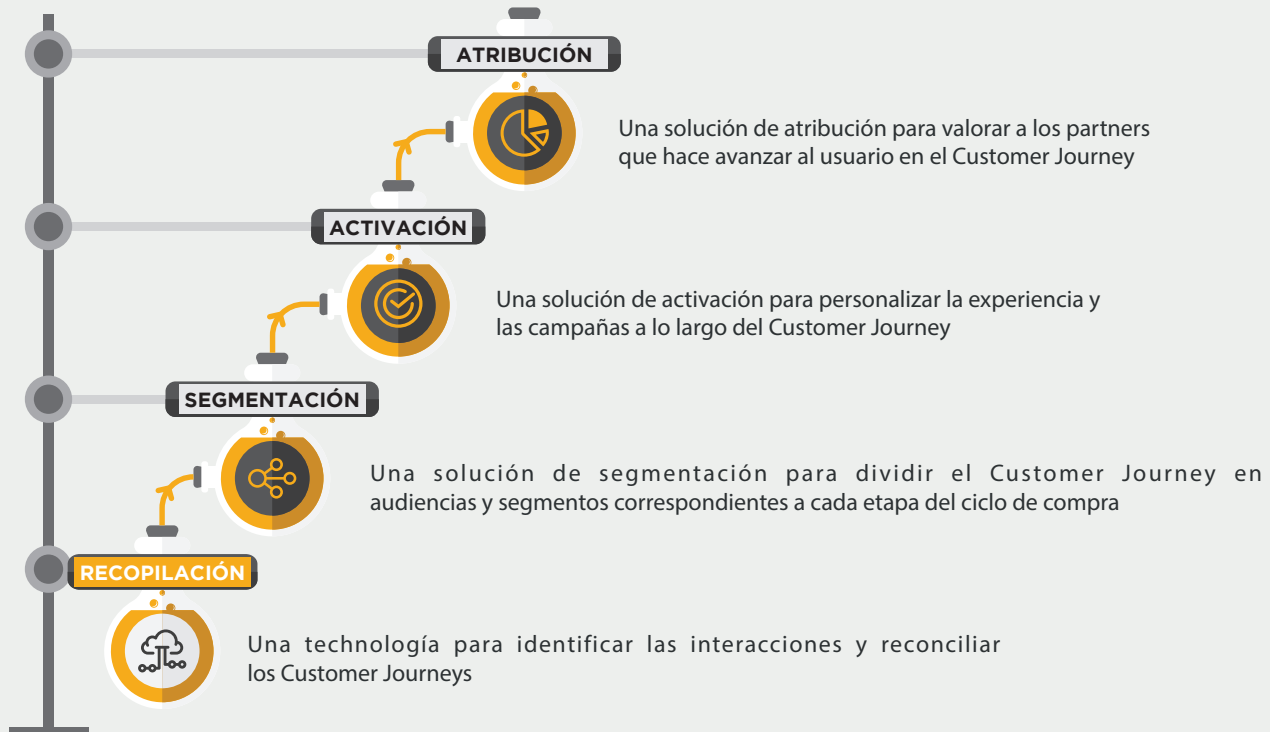 ATRIBUCIÓN
Una solución de atribución para valorar a los partners
que hace avanzar al usuario en el Customer Journey
ACTIVACIÓN
Una solución de activación para personalizar la experiencia y
las campañas a lo largo del Customer Journey
SEGMENTACIÓN
Una solución de segmentación para dividir el Customer Journey en
audiencias y segmentos correspondientes a cada etapa del ciclo de compra
RECOPILACIÓN
Una technología para identificar las interacciones y reconciliar
los Customer Journeys